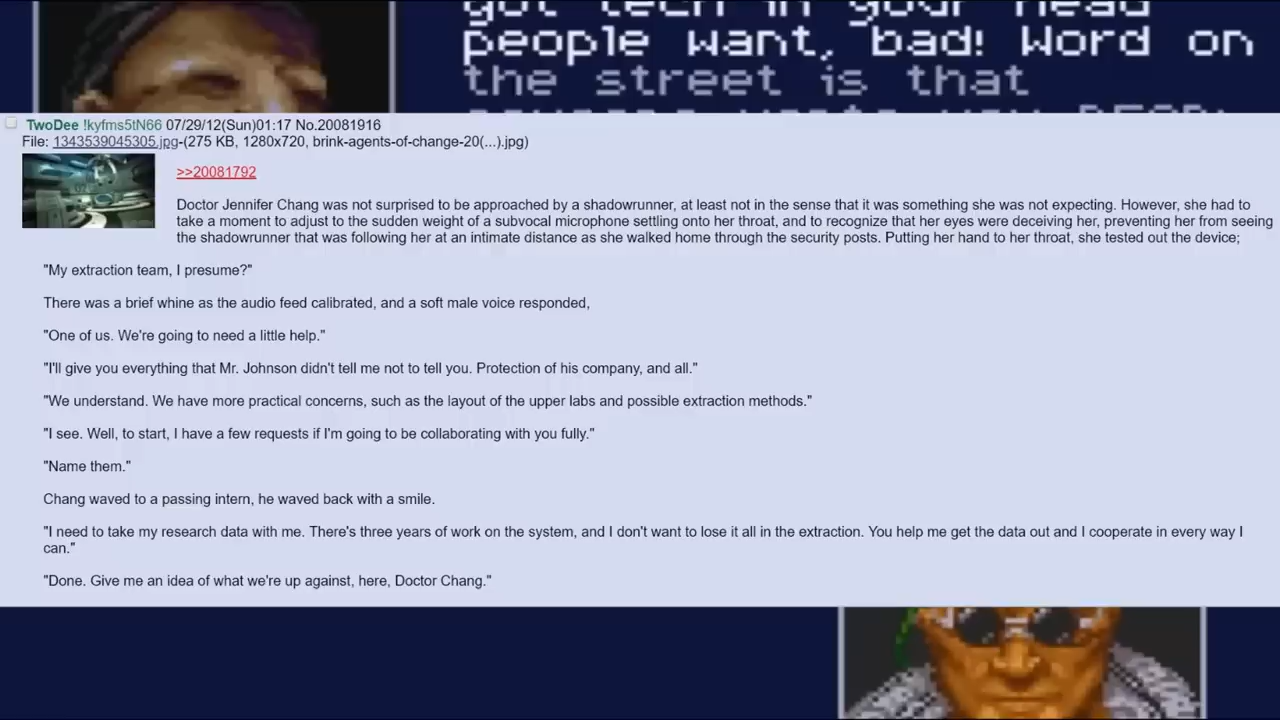 got tech in your head
people want, bad! Word on
the street is that
TwoDee !kyfms5tN66 07/29/12(Sun)01:17 No.20081916
File: 1343539045305.jpg-(275 KB, 1280x720, brink-agents-of-change-20(...).jpg)
>>20081792
Doctor Jennifer Chang was not surprised to be approached by a shadowrunner, at least not in the sense that it was something she was not expecting. However, she had to
take a moment to adjust to the sudden weight of a subvocal microphone settling onto her throat, and to recognize that her eyes were deceiving her, preventing her from seeing
the shadowrunner that was following her at an intimate distance as she walked home through the security posts. Putting her hand to her throat, she tested out the device;
"My extraction team, I presume?"
There was a brief whine as the audio feed calibrated, and a soft male voice responded,
"One of us. We're going to need a little help."
"I'll give you everything that Mr. Johnson didn't tell me not to tell you. Protection of his company, and all."
"We understand. We have more practical concerns, such as the layout of the upper labs and possible extraction methods."
"I see. Well, to start, I have a few requests if I'm going to be collaborating with you fully."
"Name them."
Chang waved to a passing intern, he waved back with a smile.
"I need to take my research data with me. There's three years of work on the system, and I don't want to lose it all in the extraction. You help me get the data out and I cooperate in every way I
can."
"Done. Give me an idea of what we're up against, here, Doctor Chang."